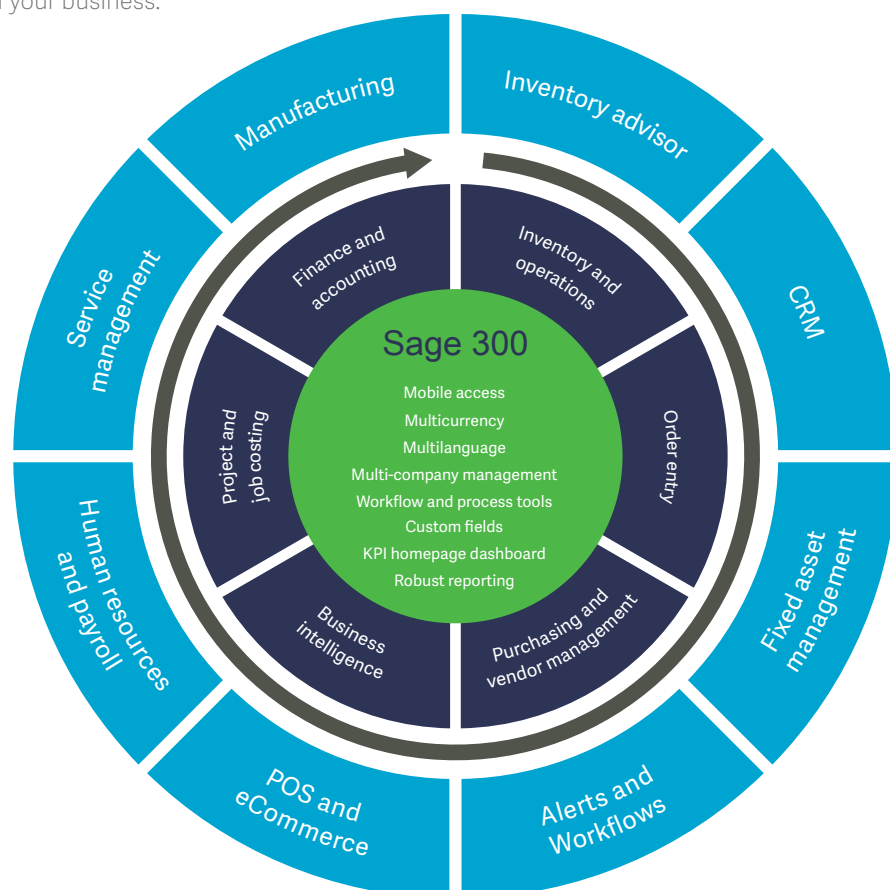 your business.
Manufacturing
Inventory advisor
CRM
Fixed asset
management
Alerts and
Workflows
POS and
eCommerce
Human resources
and payroll
Service
management
Finance and
accounting
Inventory and
operations
Order entry
Purchasing and
vendor management
Business
intelligence
Project and
job costing
Sage 300
Mobile access
Multicurrency
Multilanguage
Multi-company management
Workflow and process tools
Custom fields
KPI homepage dashboard
Robust reporting